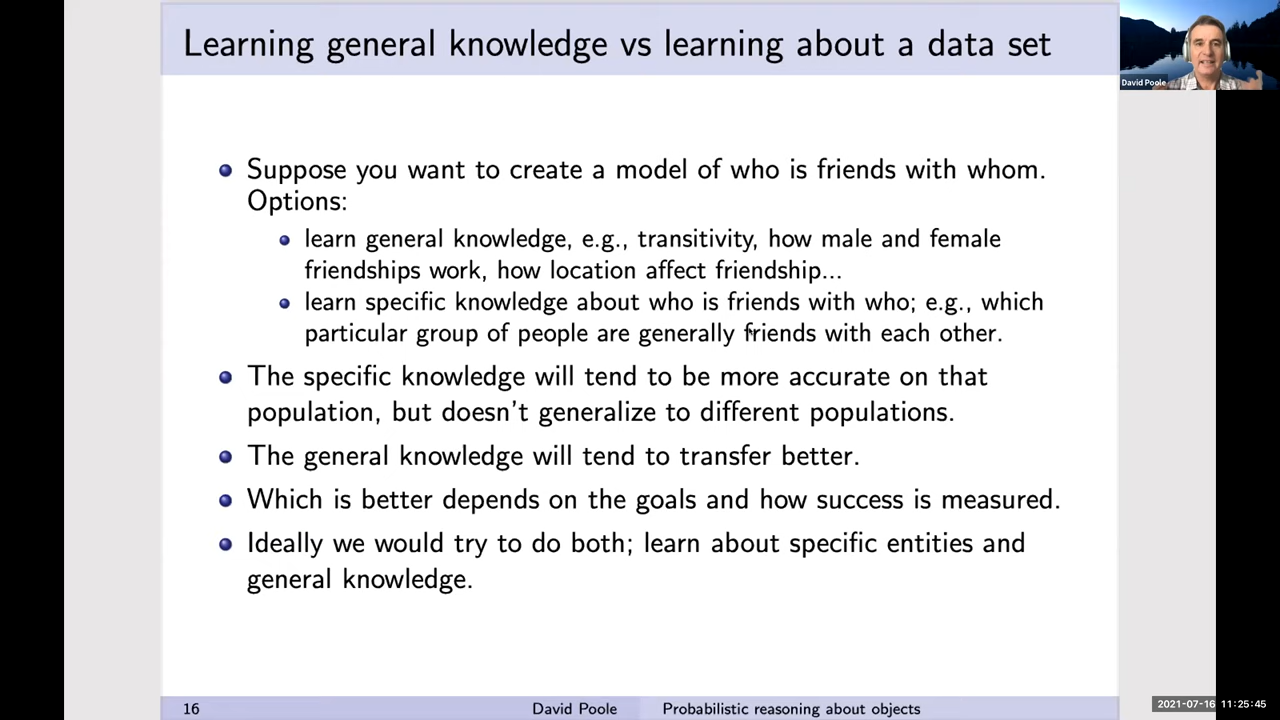 Learning general knowledge vs learning about a data set
David Poole
Suppose you want to create a model of who is friends with whom.
Options:
learn general knowledge, e.g., transitivity, how male and female
friendships work, how location affect friendship...
learn specific knowledge about who is friends with who; e.g., which
particular group of people are generally friends with each other.
The specific knowledge will tend to be more accurate on that
population, but doesn't generalize to different populations.
The general knowledge will tend to transfer better.
Which is better depends on the goals and how success is measured.
Ideally we would try to do both; learn about specific entities and
general knowledge.
16 David Poole Probabilistic reasoning about objects
2021-07-16 11:25:45